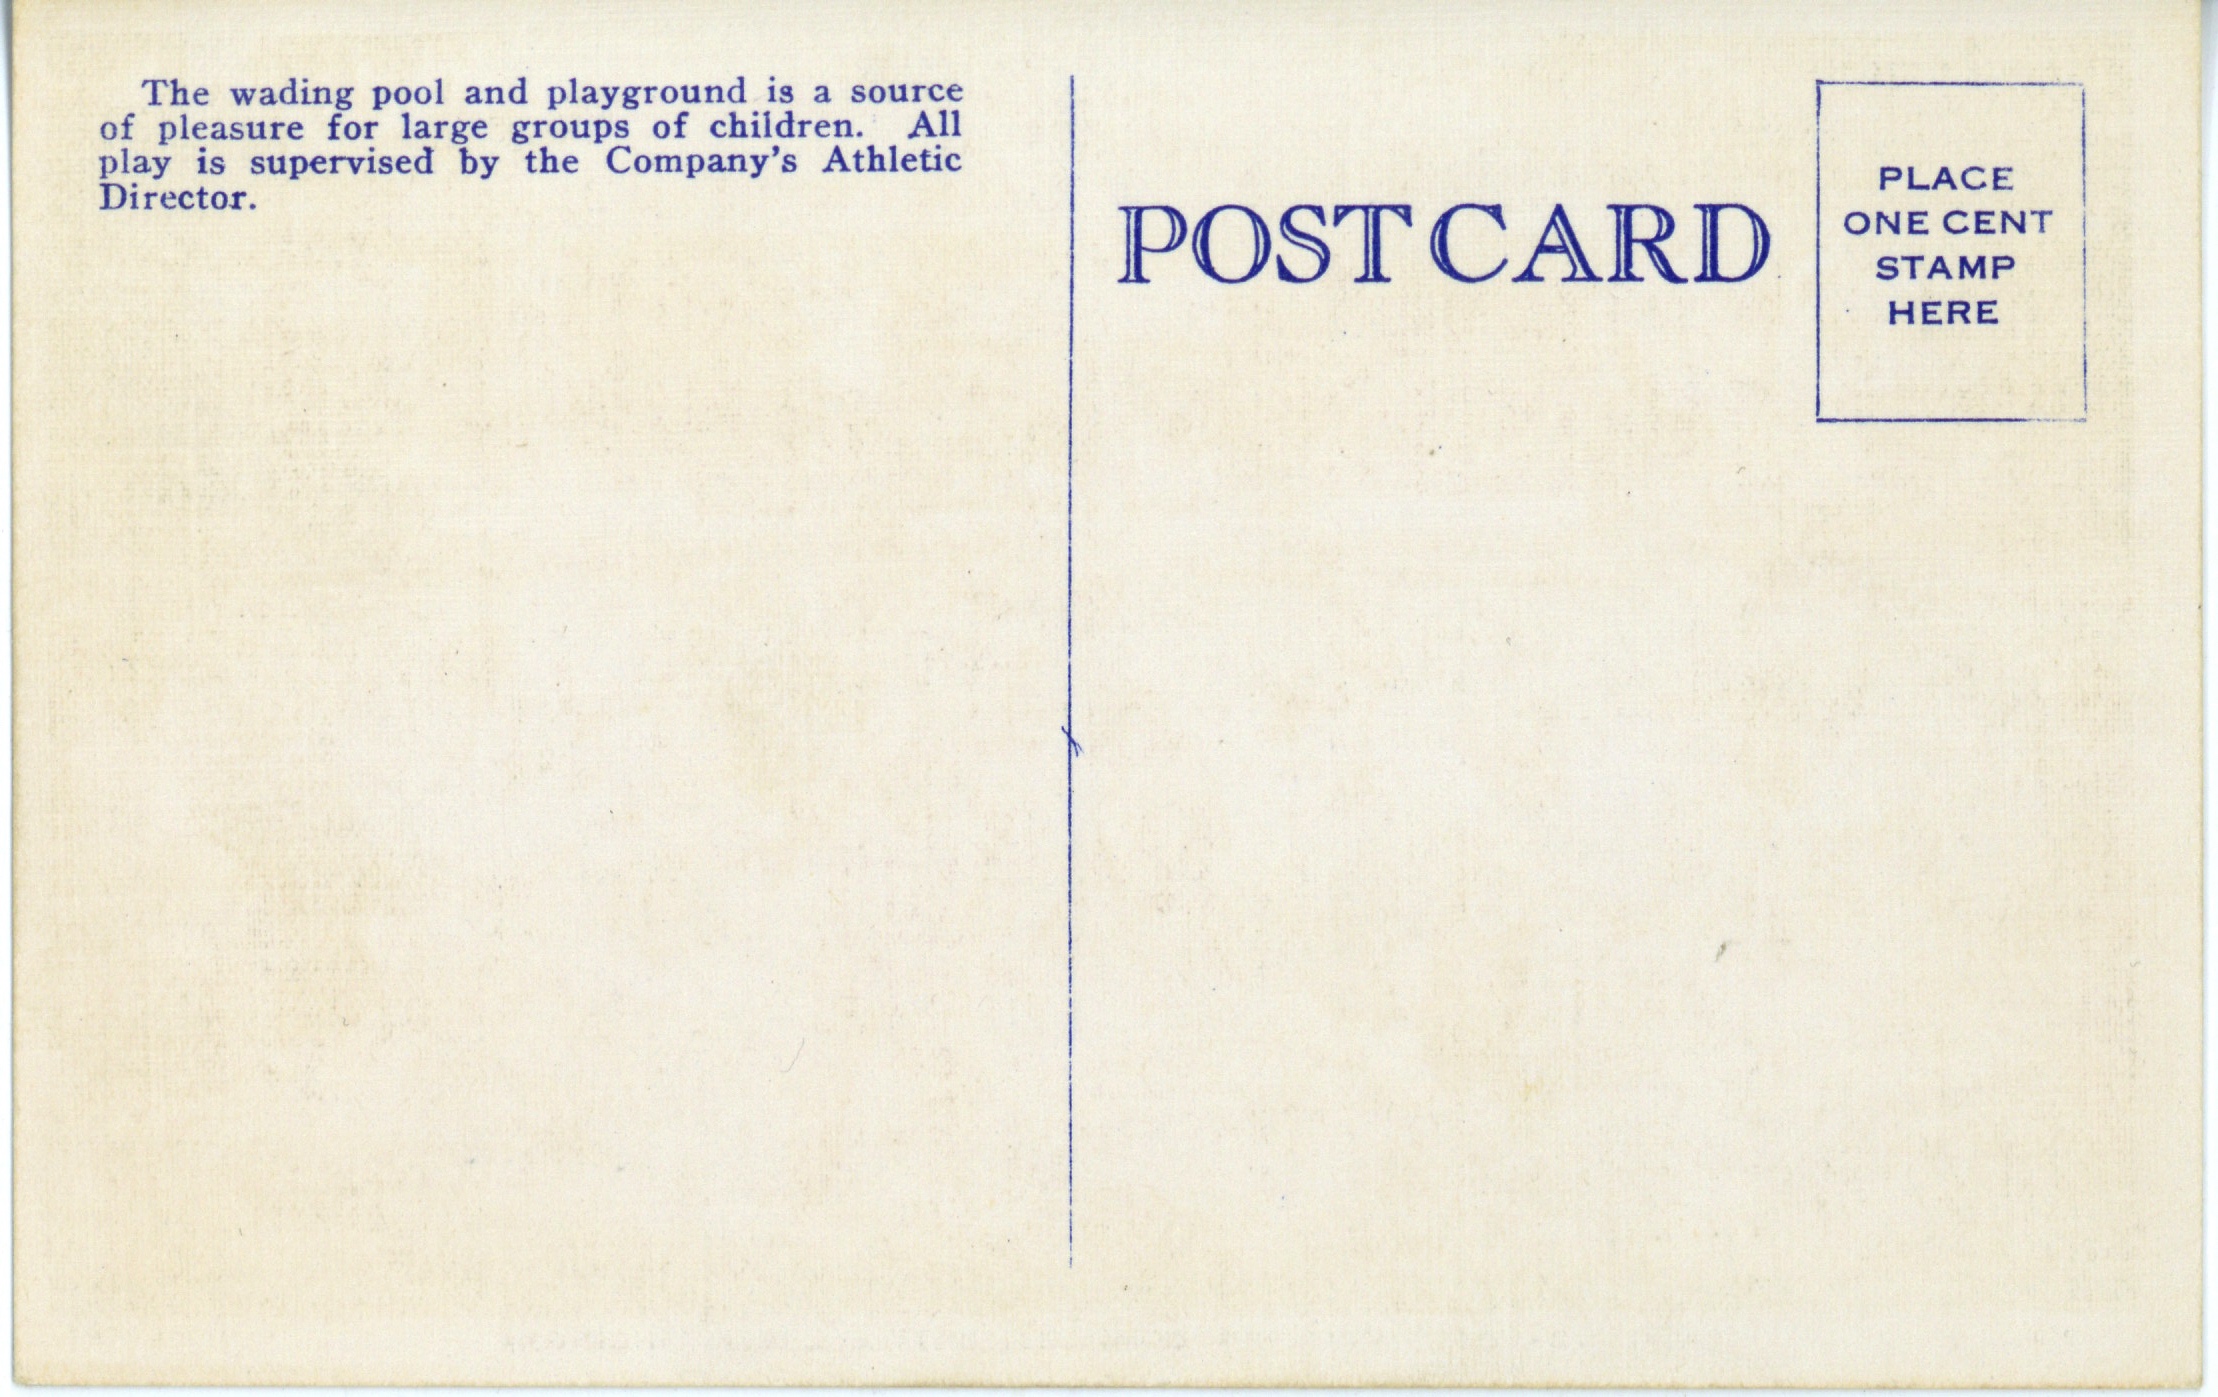 The wading pool and playground is a source
of pleasure for large groups of children. All
play is supervised by the Company's Athletic
Director.
POST CARD
PLACE
ONE CENT
STAMP
HERE